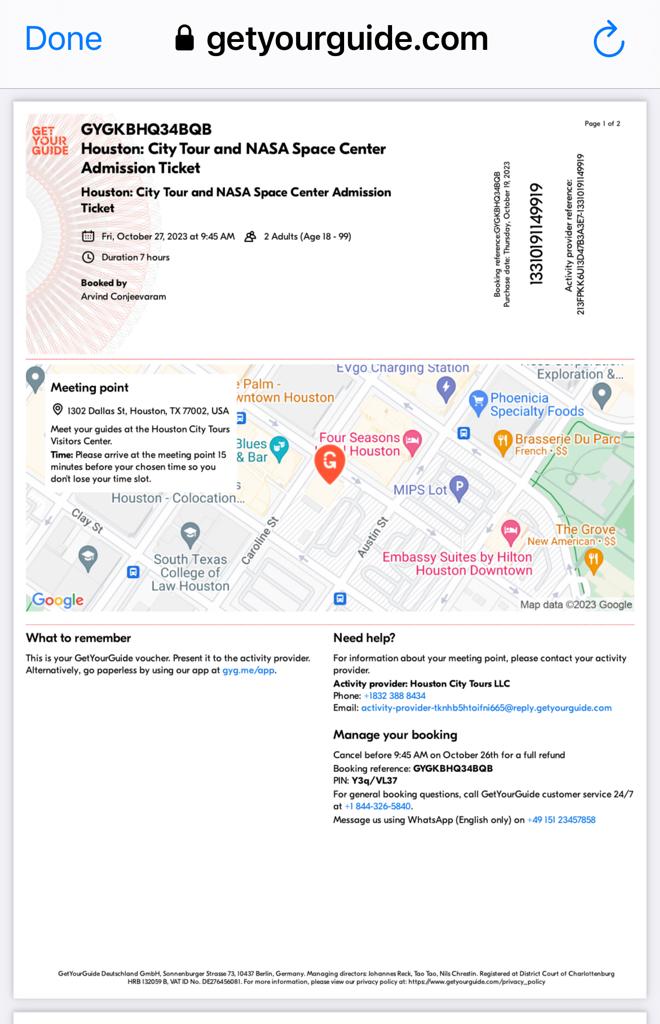 Done
getyourguide.com
GET
YOUR
GUIDE
GYGKBHQ34BQB
Houston: City Tour and NASA Space Center
Admission Ticket
Houston: City Tour and NASA Space Center Admission
Ticket
Fri, October 27, 2023 at 9:45 AM
2 Adults (Age 18 - 99)
Duration 7 hours
Booked by
Arvind Conjeevaram
Page 1 of 2
Booking reference:GYGKBHQ34BQB
Purchase date: Thursday, October 19, 2023
13310191149919
Activity provider reference:
213FPKK6U13D47B3A3E7-13310191149919
Meeting point
1302 Dallas St, Houston, TX 77002, USA
Meet your guides at the Houston City Tours
Visitors Center.
Time: Please arrive at the meeting point 15
minutes before your chosen time so you
don't lose your time slot.
EVgo Charging Station
Exploration &...
e Palm -
wntown Houston
Phoenicia
Specialty Foods
Blues
& Bar
Four Seasons
Houston
G
Brasserie Du Parc
French · $$
MIPS Lot
P
Houston - Colocation...
Clay St
Caroline St
Austin St
South Texas
College of
Law Houston
Embassy Suites by Hilton
Houston Downtown
The Grove
New American · $$
Google
Map data ©2023 Google
What to remember
This is your GetYourGuide voucher. Present it to the activity provider.
Alternatively, go paperless by using our app at gyg.me/app.
Need help?
For information about your meeting point, please contact your activity
provider.
Activity provider: Houston City Tours LLC
Phone: +1832 388 8434
Email: activity-provider-tknhb5htoifni665@reply.getyourguide.com
Manage your booking
Cancel before 9:45 AM on October 26th for a full refund
Booking reference: GYGKBHQ34BQB
PIN: Y3q/VL37
For general booking questions, call GetYourGuide customer service 24/7
at +1 844-326-5840.
Message us using WhatsApp (English only) on +49 151 23457858
GetYourGuide Deutschland GmbH, Sonnenburger Strasse 73, 10437 Berlin, Germany. Managing directors: Johannes Reck, Tao Tao, Nils Chrestin. Registered at District Court of Charlottenburg
HRB 132059 B, VAT ID No. DE276456081. For more information, please view our privacy policy at: https://www.getyourguide.com/privacy_policy